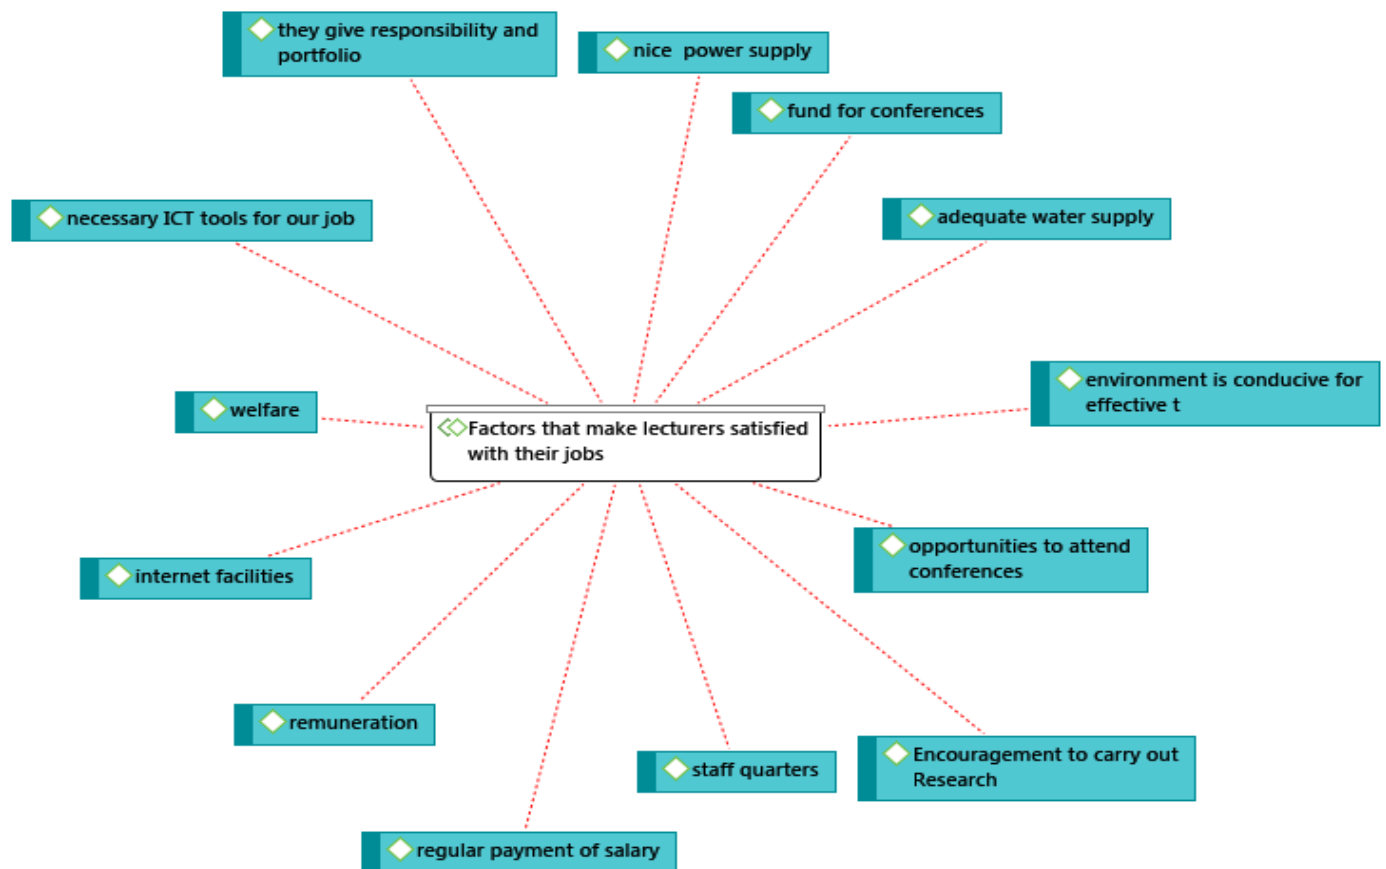 they give responsibility and
portfolio
nice  power supply
fund for conferences
necessary ICT tools for our job
adequate water supply
environment is conducive for
effective t
welfare
Factors that make lecturers satisfied
with their jobs
opportunities to attend
conferences
internet facilities
remuneration
staff quarters
Encouragement to carry out
Research
regular payment of salary